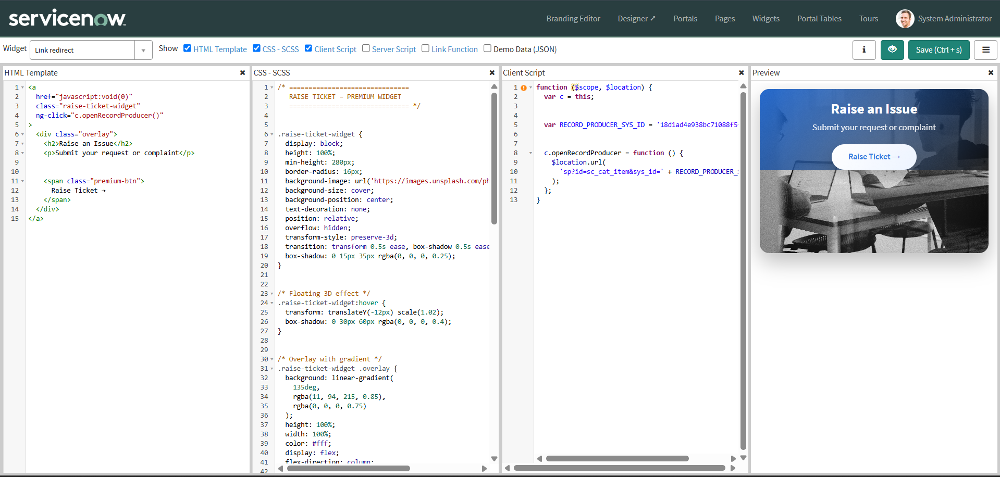 servicenow
Branding Editor
Designer ➚
Portals
Pages
Widgets
Portal Tables
Tours
System Administrator
Widget
Link redirect
Show
HTML Template
CSS - SCSS
Client Script
Server Script
Link Function
Demo Data (JSON)
i
Save (Ctrl + s)
HTML Template
1 <a
2 href="javascript:void(0)"
3 class="raise-ticket-widget"
4 ng-click="c.openRecordProducer()"
5 >
6 <div class="overlay">
7 <h2>Raise an Issue</h2>
8 <p>Submit your request or complaint</p>
9
10
11 <span class="premium-btn">
12 Raise Ticket →
13 </span>
14 </div>
15 </a>
CSS - SCSS
1 /* ===============================
2 RAISE TICKET – PREMIUM WIDGET
3 =============================== */
4
5
6 .raise-ticket-widget {
7 display: block;
8 height: 100%;
9 min-height: 280px;
10 border-radius: 16px;
11 background-image: url('https://images.unsplash.com/ph
12 background-size: cover;
13 background-position: center;
14 text-decoration: none;
15 position: relative;
16 overflow: hidden;
17 transform-style: preserve-3d;
18 transition: transform 0.5s ease, box-shadow 0.5s ease
19 box-shadow: 0 15px 35px rgba(0, 0, 0, 0.25);
20 }
21
22
23 /* Floating 3D effect */
24 .raise-ticket-widget:hover {
25 transform: translateY(-12px) scale(1.02);
26 box-shadow: 0 30px 60px rgba(0, 0, 0, 0.4);
27 }
28
29
30 /* Overlay with gradient */
31 .raise-ticket-widget .overlay {
32 background: linear-gradient(
33 135deg,
34 rgba(11, 94, 215, 0.85),
35 rgba(0, 0, 0, 0.75)
36 );
37 height: 100%;
38 width: 100%;
39 color: #fff;
40 display: flex;
41 flex-direction: column;
42
Client Script
1 function ($scope, $location) {
2 var c = this;
3
4
5 var RECORD_PRODUCER_SYS_ID = '18d1ad4e938bc71088f5
6
7
8 c.openRecordProducer = function () {
9 $location.url(
10 'sp?id=sc_cat_item&sys_id=' + RECORD_PRODUCER_S
11 );
12 };
13 }
Preview
Raise an Issue
Submit your request or complaint
Raise Ticket →